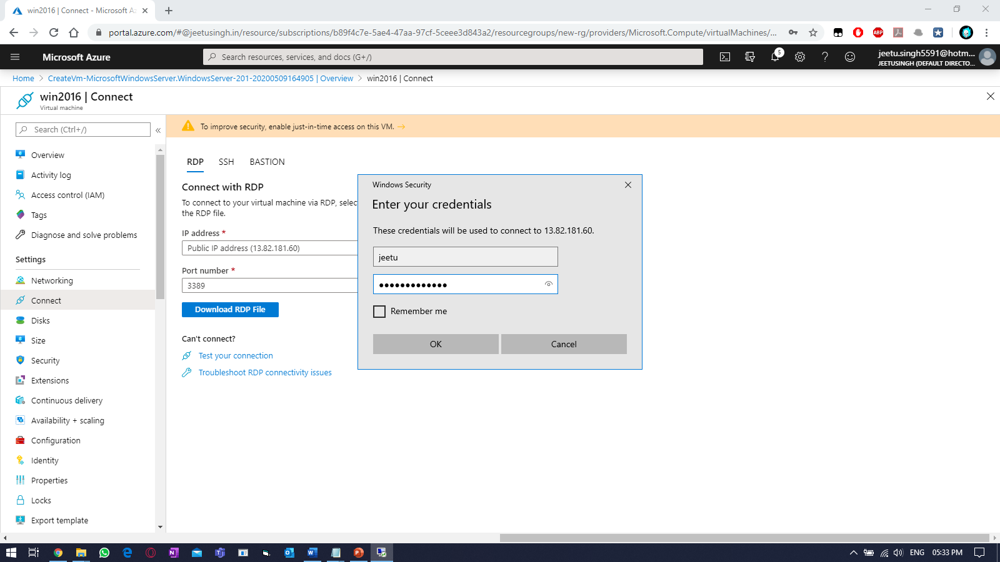 win2016 | Connect - Microsoft Az
portal.azure.com/#@jeetusingh.in/resource/subscriptions/b89f4c7e-5ae4-47aa-97cf-5ceee3d843a2/resourcegroups/new-rg/providers/Microsoft.Compute/virtualMachines/...
ABP
Microsoft Azure
Search resources, services, and docs (G+/)
5
jeetu.singh5591@hotm...
JEETUSINGH (DEFAULT DIRECTO...
Home > CreateVm-MicrosoftWindowsServer.WindowsServer-201-20200509164905 | Overview > win2016 | Connect
win2016 | Connect
Virtual machine
Search (Ctrl+/)
«
To improve security, enable just-in-time access on this VM. →
Overview
Activity log
Access control (IAM)
Tags
Diagnose and solve problems
Settings
Networking
Connect
Disks
Size
Security
Extensions
Continuous delivery
Availability + scaling
Configuration
Identity
Properties
Locks
Export template
RDP SSH BASTION
Connect with RDP
To connect to your virtual machine via RDP, selec
the RDP file.
IP address *
Public IP address (13.82.181.60)
Port number *
3389
Download RDP File
Can't connect?
Test your connection
Troubleshoot RDP connectivity issues
Windows Security
Enter your credentials
These credentials will be used to connect to 13.82.181.60.
jeetu
●●●●●●●●●●●●●
Remember me
OK
Cancel
ENG 05:33 PM